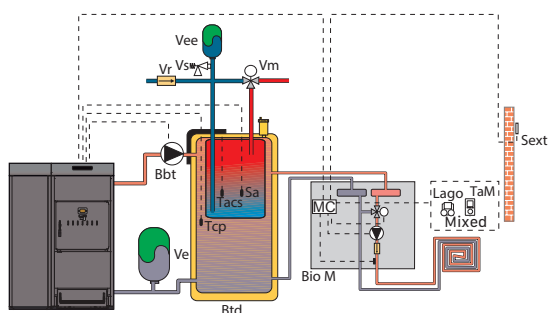 Vee
Vs
Vr
Vm
Sext
Bbt
Sa
Tacs
Tcp
Lago TaM
Mixed
MC
Ve
Bio M
Btd